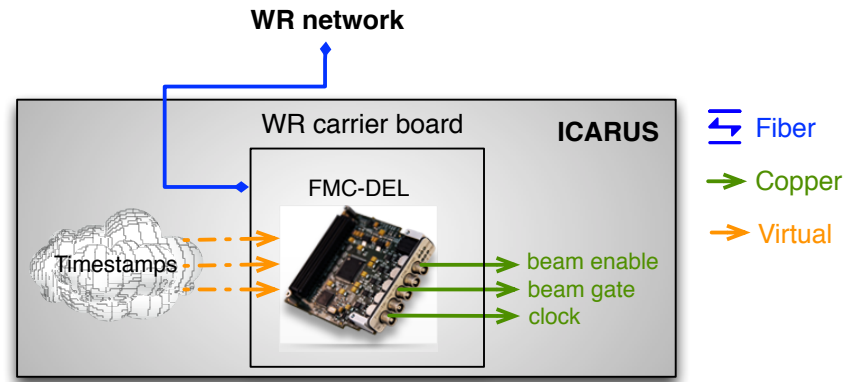 WR network
WR carrier board
ICARUS
Fiber
FMC-DEL
Copper
Timestamps
Virtual
beam enable
beam gate
clock